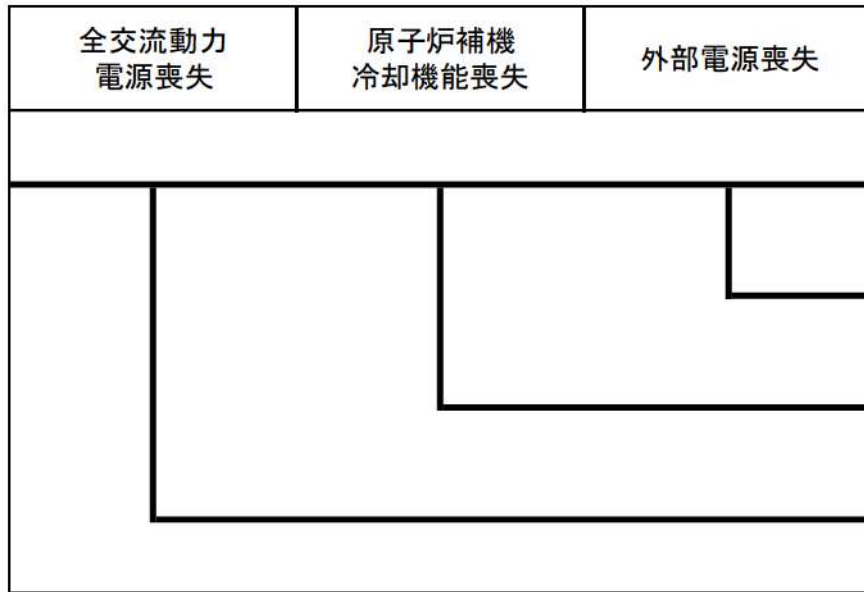 全交流動力
電源喪失
原子炉補機
冷却機能喪失
外部電源喪失